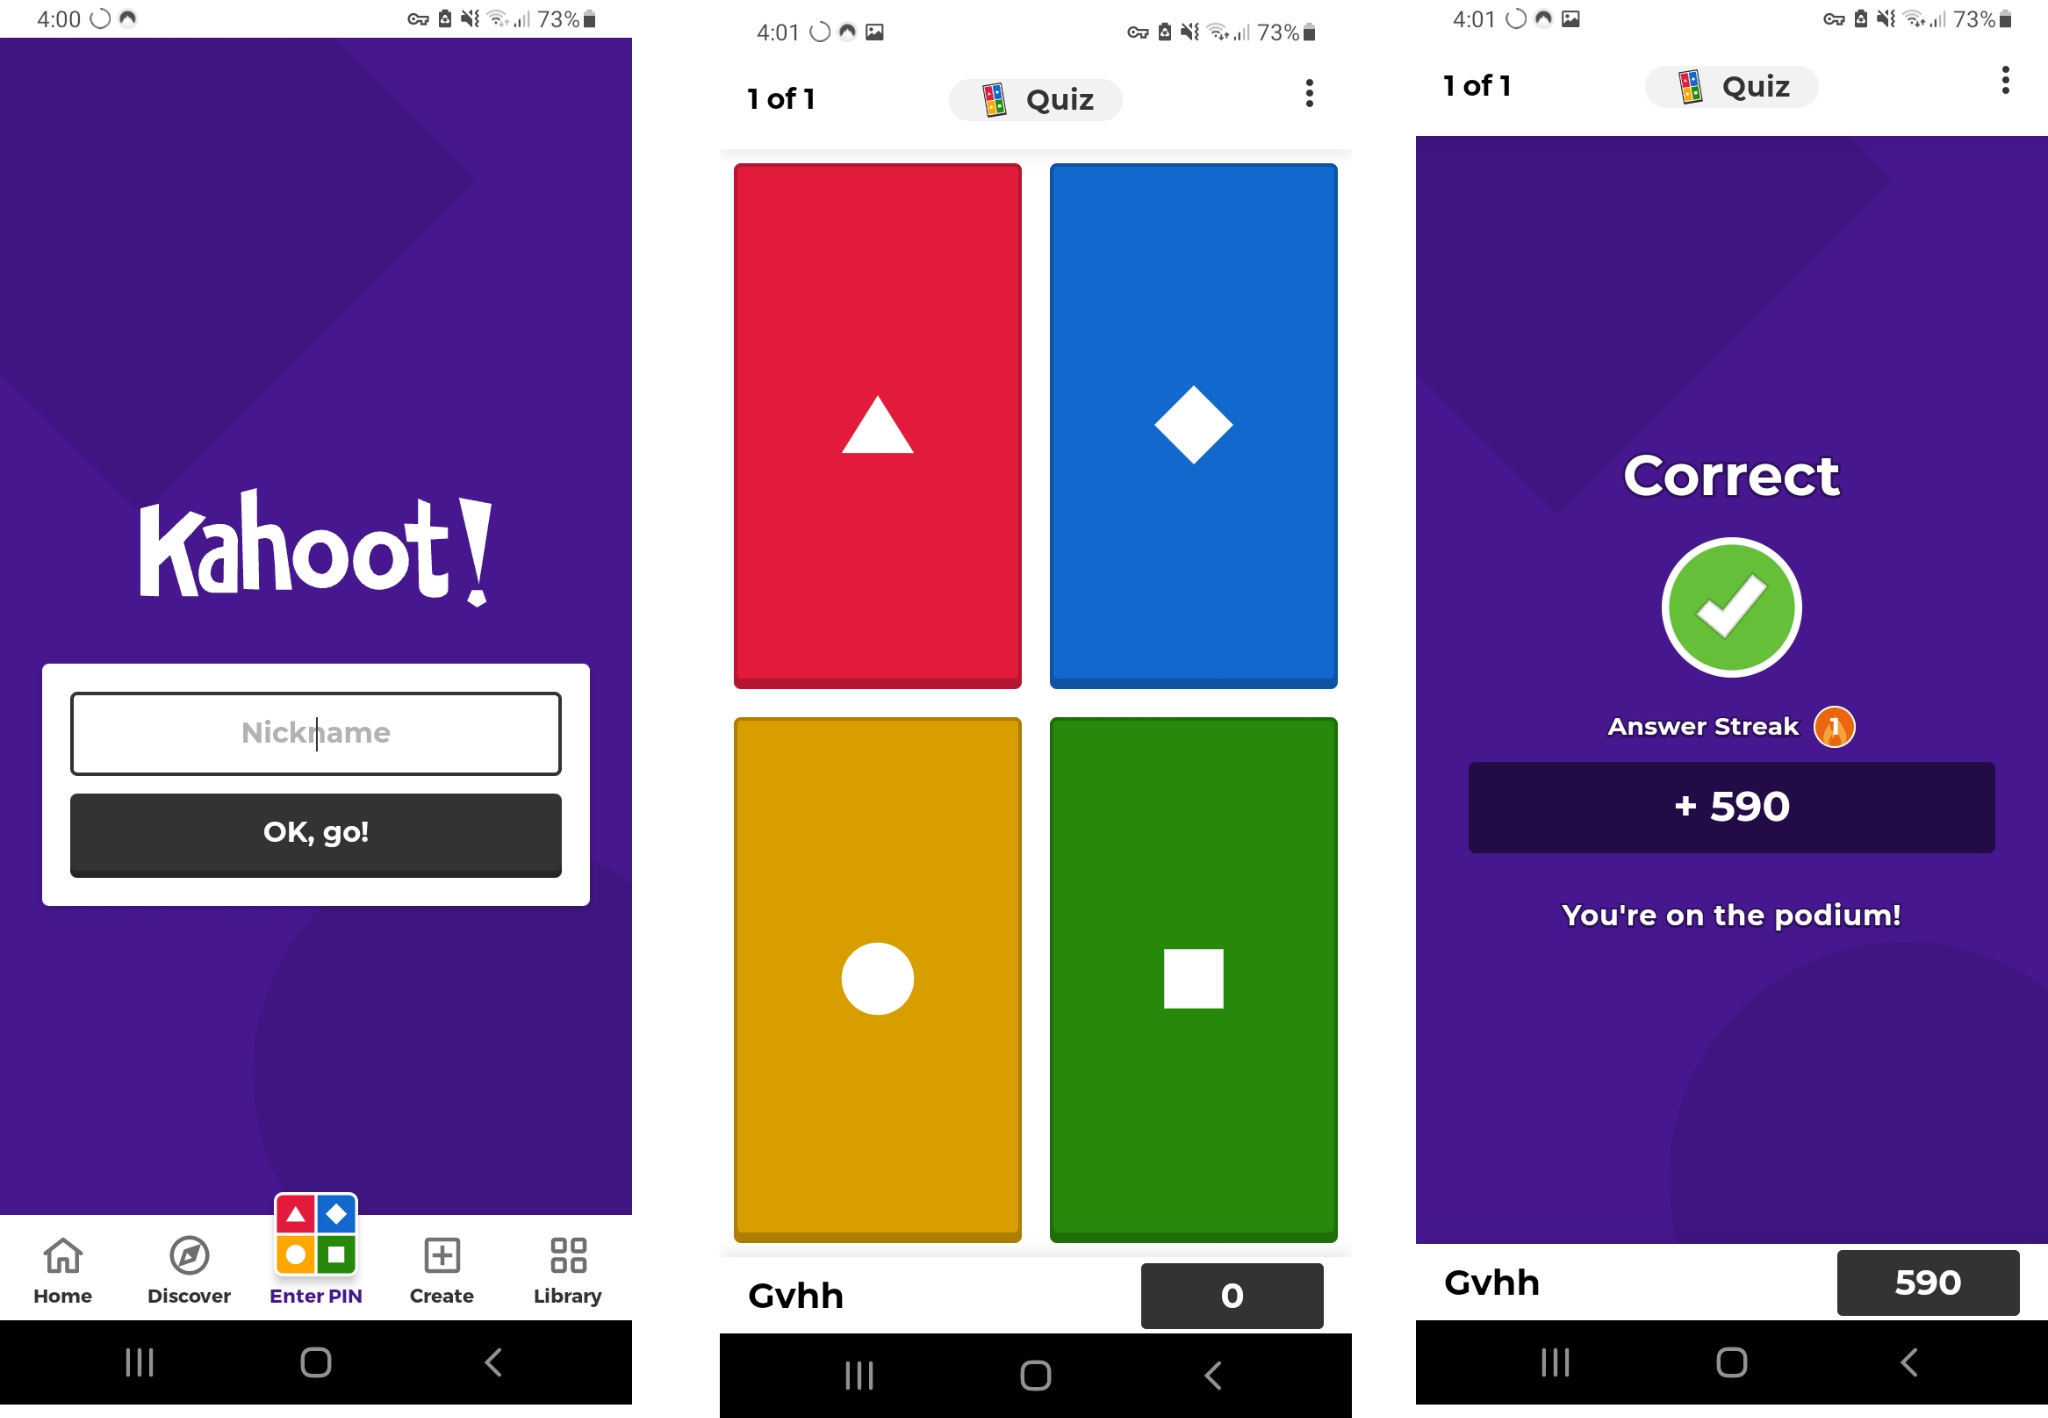 4:00
73%
Kahoot!
Nickname
OK, go!
Home
Discover
Enter PIN
Create
Library
4:01
73%
1 of 1
Quiz
Gvhh
0
4:01
73%
1 of 1
Quiz
Correct
Answer Streak 1
+ 590
You're on the podium!
Gvhh
590